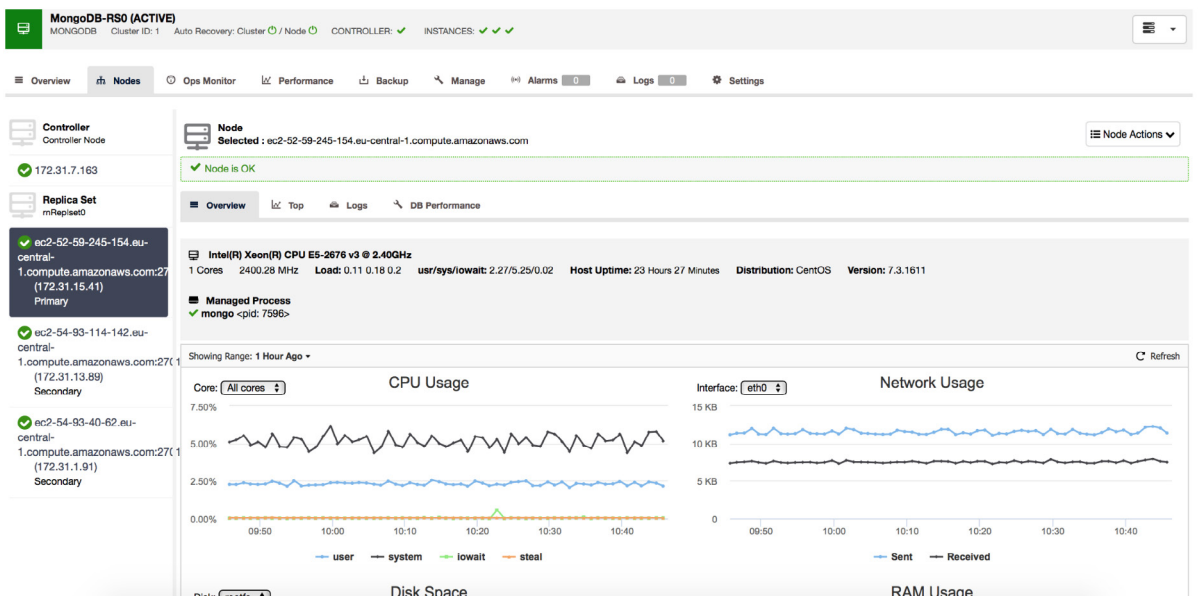 MongoDB-RS0 (ACTIVE)
MONGODB Cluster ID: 1 Auto Recovery: Cluster / Node CONTROLLER: INSTANCES:
Overview Nodes Ops Monitor Performance Backup Manage Alarms 0 Logs 0 Settings
Controller
Controller Node
172.31.7.163
Replica Set
rnReplset0
ec2-52-59-245-154.eu-
central-
1.compute.amazonaws.com:27
(172.31.15.41)
Primary
ec2-54-93-114-142.eu-
central-
1.compute.amazonaws.com:270
(172.31.13.89)
Secondary
ec2-54-93-40-62.eu-
central-
1.compute.amazonaws.com:270
(172.31.1.91)
Secondary
Node
Selected : ec2-52-59-245-154.eu-central-1.compute.amazonaws.com
Node Actions
Node is OK
Overview Top Logs DB Performance
Intel(R) Xeon(R) CPU E5-2676 v3 @ 2.40GHz
1 Cores 2400.28 MHz Load: 0.11 0.18 0.2 usr/sys/iowait: 2.27/5.25/0.02 Host Uptime: 23 Hours 27 Minutes Distribution: CentOS Version: 7.3.1611
Managed Process
mongo <pid: 7596>
Showing Range: 1 Hour Ago Refresh
Core: All cores CPU Usage
7.50%
5.00%
2.50%
0.00%
09:50 10:00 10:10 10:20 10:30 10:40
user system iowait steal
Interface: eth0 Network Usage
15 KB
10 KB
5 KB
0
09:50 10:00 10:10 10:20 10:30 10:40
Sent Received
Disk Space
RAM Usage